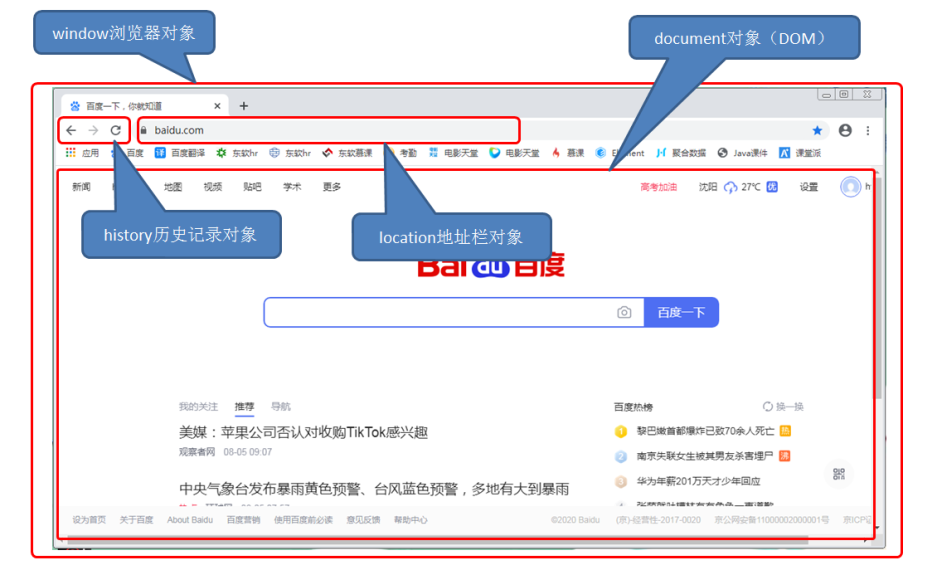 window浏览器对象
document对象（DOM）
百度一下，你就知道
baidu.com
应用 百度 百度翻译 东软hr 东软hr 东软慕课 考勤 电影天堂 电影天堂 慕课 聚合数据 Java课件 课堂派
新闻 地图 视频 贴吧 学术 更多 高考加油 沈阳 27℃ 优 设置
history历史记录对象
location地址栏对象
Bai du 百度
百度一下
我的关注 推荐 导航 百度热榜 换一换
美媒：苹果公司否认对收购TikTok感兴趣
观察者网 08-05 09:07
1 黎巴嫩首都爆炸已致70余人死亡 热
2 南京失联女生被其男友杀害埋尸 沸
3 华为年薪201万天才少年回应
中央气象台发布暴雨黄色预警、台风蓝色预警，多地有大到暴雨
设为首页 关于百度 About Baidu 百度营销 使用百度前必读 意见反馈 帮助中心 ©2020 Baidu (京)-经营性-2017-0020 京公网安备11000002000001号 京ICP证